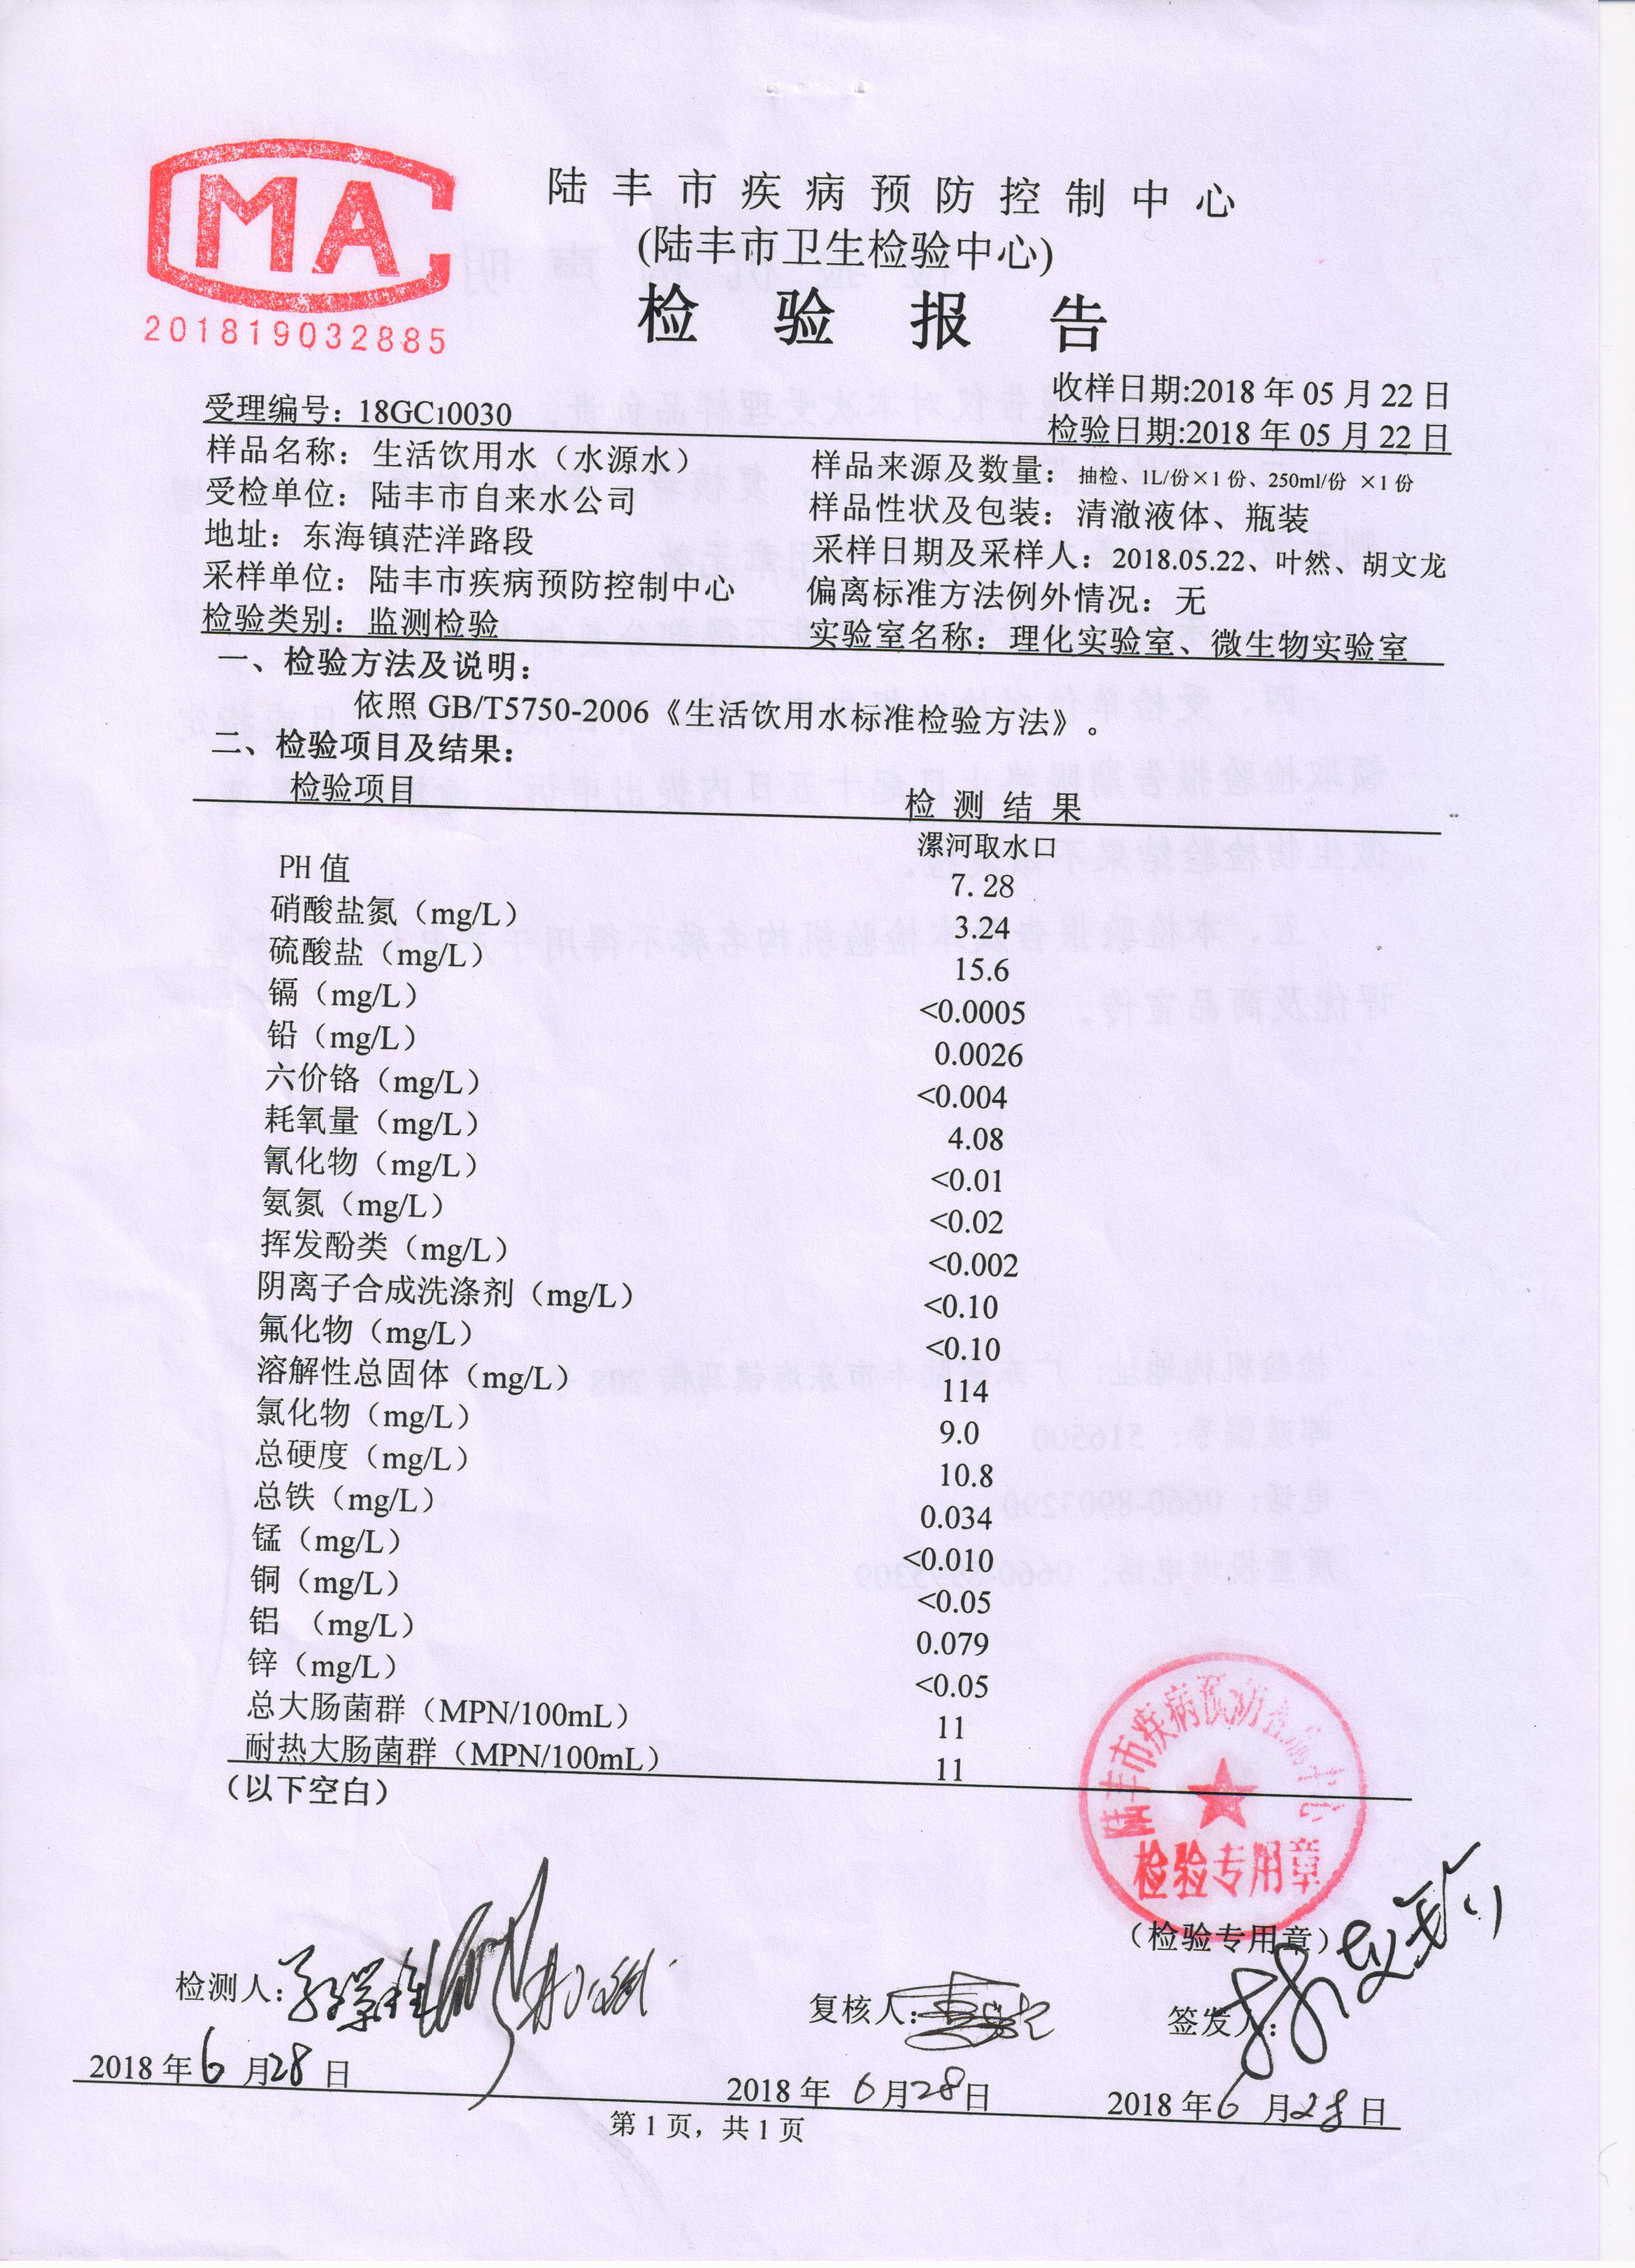 MA
201819032885
陆丰市疾病预防控制中心
(陆丰市卫生检验中心)
检验报告
收样日期:2018年05月22日
受理编号：18GC10030
检验日期:2018年05月22日
样品名称：生活饮用水（水源水）
样品来源及数量：抽检、1L/份×1份、250ml/份 ×1份
受检单位：陆丰市自来水公司
样品性状及包装：清澈液体、瓶装
地址：东海镇茫洋路段
采样日期及采样人：2018.05.22、叶然、胡文龙
采样单位：陆丰市疾病预防控制中心
偏离标准方法例外情况：无
检验类别：监测检验
实验室名称：理化实验室、微生物实验室
一、检验方法及说明：
依照 GB/T5750-2006《生活饮用水标准检验方法》。
二、检验项目及结果：
检验项目 检测结果
漯河取水口
PH值 7.28
硝酸盐氮（mg/L） 3.24
硫酸盐（mg/L） 15.6
镉（mg/L） <0.0005
铅（mg/L） 0.0026
六价铬（mg/L） <0.004
耗氧量（mg/L） 4.08
氰化物（mg/L） <0.01
氨氮（mg/L） <0.02
挥发酚类（mg/L） <0.002
阴离子合成洗涤剂（mg/L） <0.10
氟化物（mg/L） <0.10
溶解性总固体（mg/L） 114
氯化物（mg/L） 9.0
总硬度（mg/L） 10.8
总铁（mg/L） 0.034
锰（mg/L） <0.010
铜（mg/L） <0.05
铝 （mg/L） 0.079
锌（mg/L） <0.05
总大肠菌群（MPN/100mL） 11
耐热大肠菌群（MPN/100mL） 11
（以下空白）
陆丰市疾病预防控制中心
检验专用章
（检验专用章）
检测人：
复核人：
签发人：
2018年6月28日
2018年 6月28日
2018年6月28日
第1页，共1页